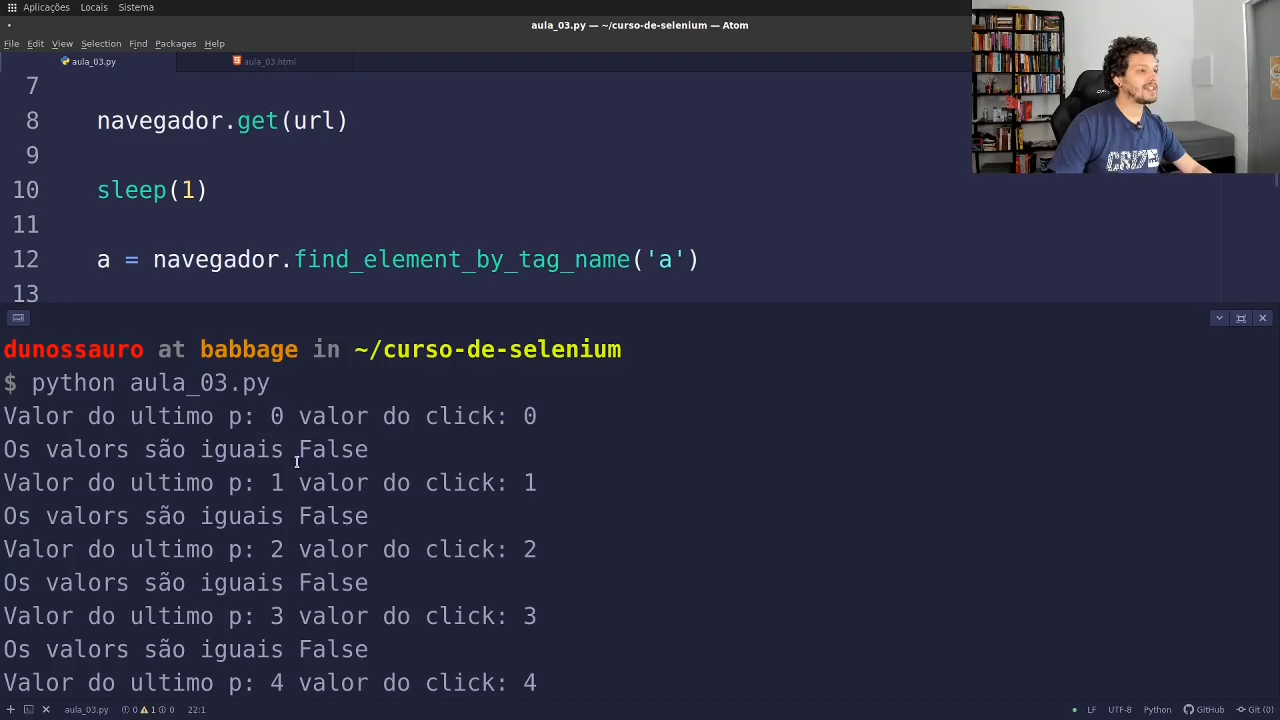 Aplicações Locais Sistema
aula_03.py — ~/curso-de-selenium — Atom
File Edit View Selection Find Packages Help
aula_03.py aula_03.html
7
8 navegador.get(url)
9
10 sleep(1)
11
12 a = navegador.find_element_by_tag_name('a')
13
dunossauro at babbage in ~/curso-de-selenium
$ python aula_03.py
Valor do ultimo p: 0 valor do click: 0
Os valors são iguais False
Valor do ultimo p: 1 valor do click: 1
Os valors são iguais False
Valor do ultimo p: 2 valor do click: 2
Os valors são iguais False
Valor do ultimo p: 3 valor do click: 3
Os valors são iguais False
Valor do ultimo p: 4 valor do click: 4
aula_03.py 0 1 0 22:1 LF UTF-8 Python GitHub Git (0)